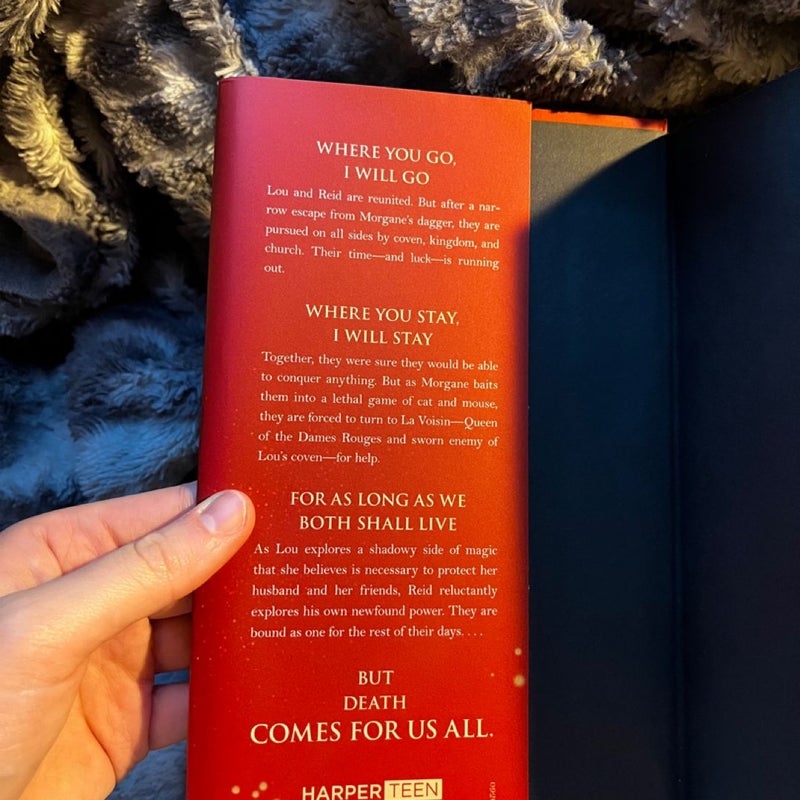 WHERE YOU GO,
I WILL GO
Lou and Reid are reunited. But after a nar-
row escape from Morgane's dagger, they are
pursued on all sides by coven, kingdom, and
church. Their time—and luck—is running
out.
WHERE YOU STAY,
I WILL STAY
Together, they were sure they would be able
to conquer anything. But as Morgane baits
them into a lethal game of cat and mouse,
they are forced to turn to La Voisin—Queen
of the Dames Rouges and sworn enemy of
Lou's coven—for help.
FOR AS LONG AS WE
BOTH SHALL LIVE
As Lou explores a shadowy side of magic
that she believes is necessary to protect her
husband and her friends, Reid reluctantly
explores his own newfound power. They are
bound as one for the rest of their days. . . .
BUT
DEATH
COMES FOR US ALL.
HARPER TEEN